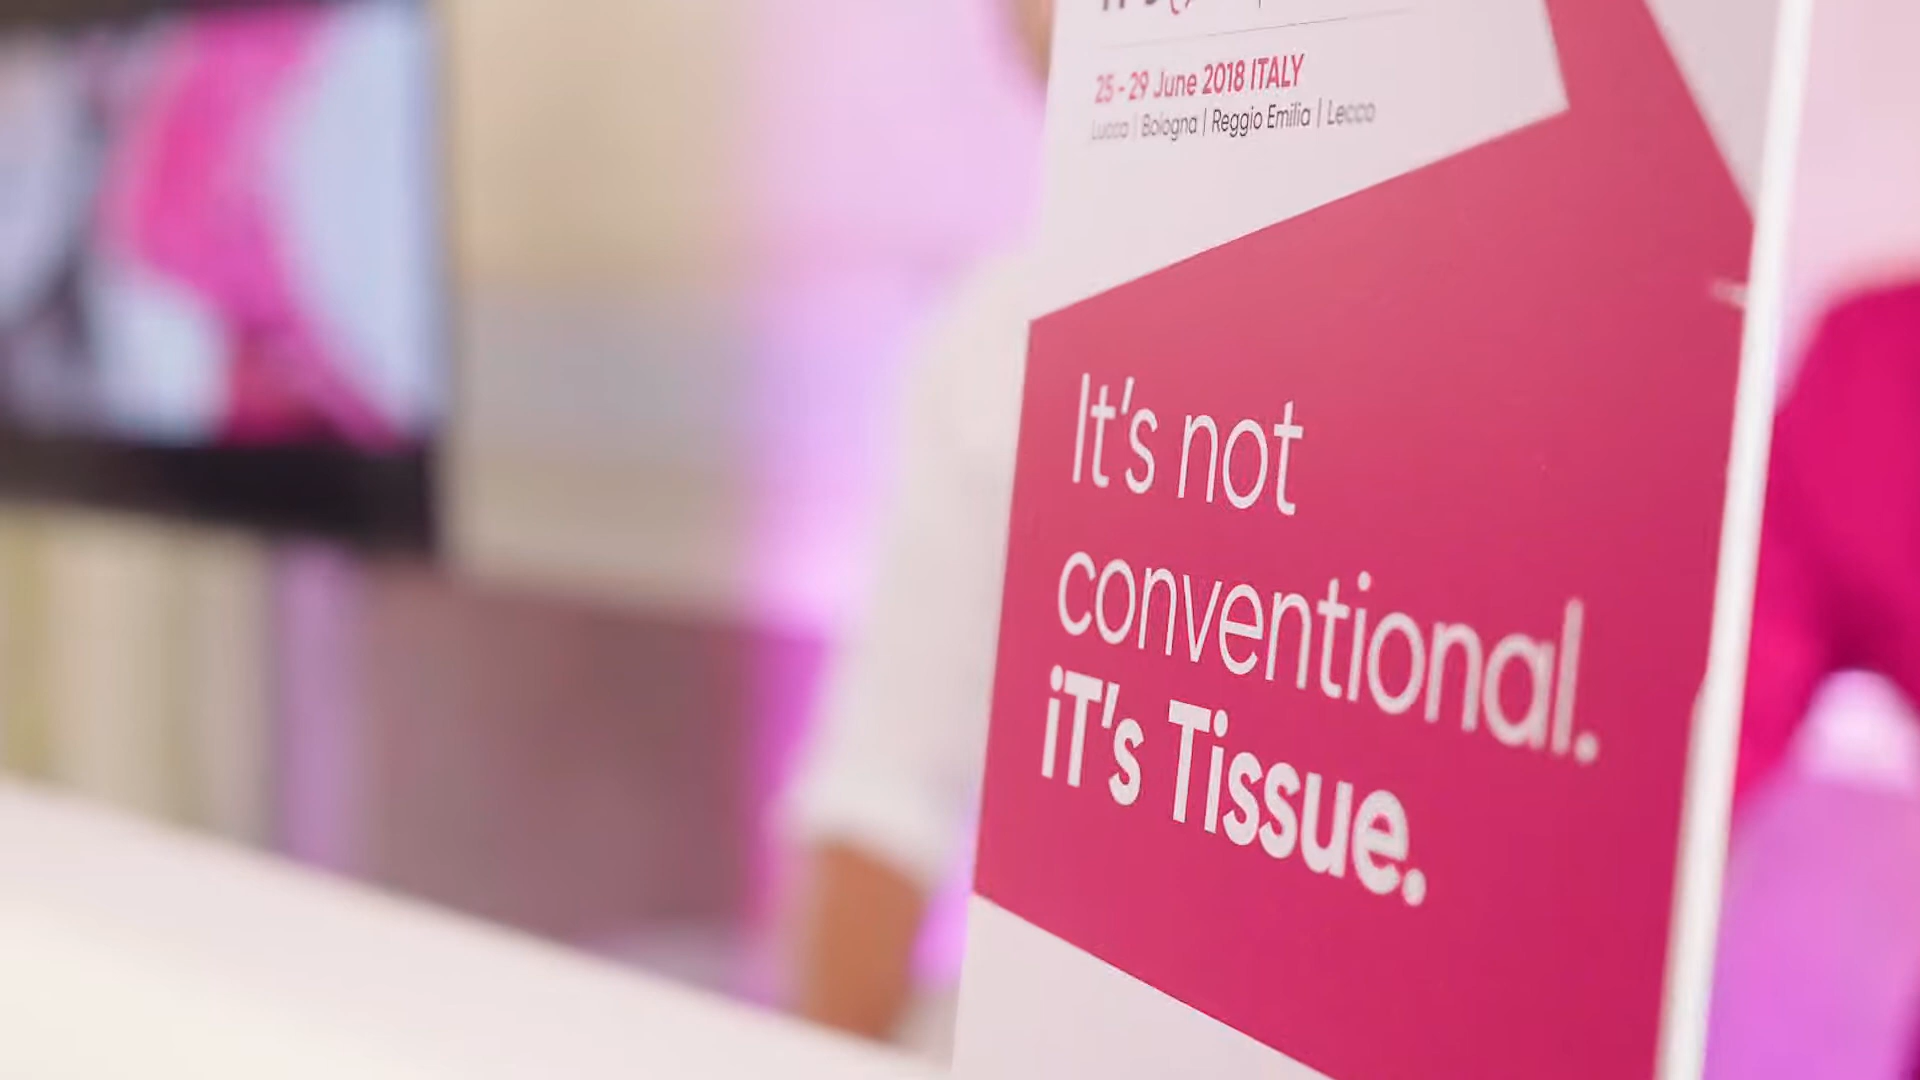 25 - 29 June 2018 ITALY
Lucca | Bologna | Reggio Emilia | Lecco
It's not
conventional.
iT's Tissue.